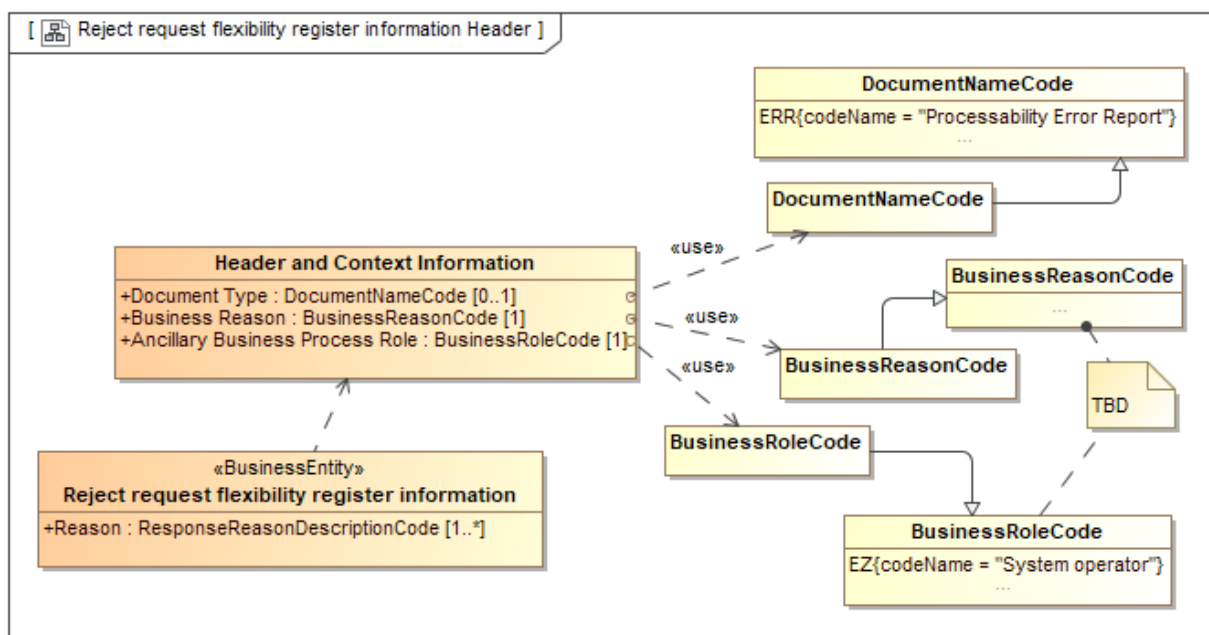 [ Reject request flexibility register information Header ]
DocumentNameCode
ERR{codeName = "Processability Error Report"}
...
DocumentNameCode
«use»
Header and Context Information
+Document Type : DocumentNameCode [0..1]
+Business Reason : BusinessReasonCode [1]
+Ancillary Business Process Role : BusinessRoleCode [1]
BusinessReasonCode
...
«use»
BusinessReasonCode
«use»
TBD
BusinessRoleCode
«BusinessEntity»
Reject request flexibility register information
+Reason : ResponseReasonDescriptionCode [1..*]
BusinessRoleCode
EZ{codeName = "System operator"}
...